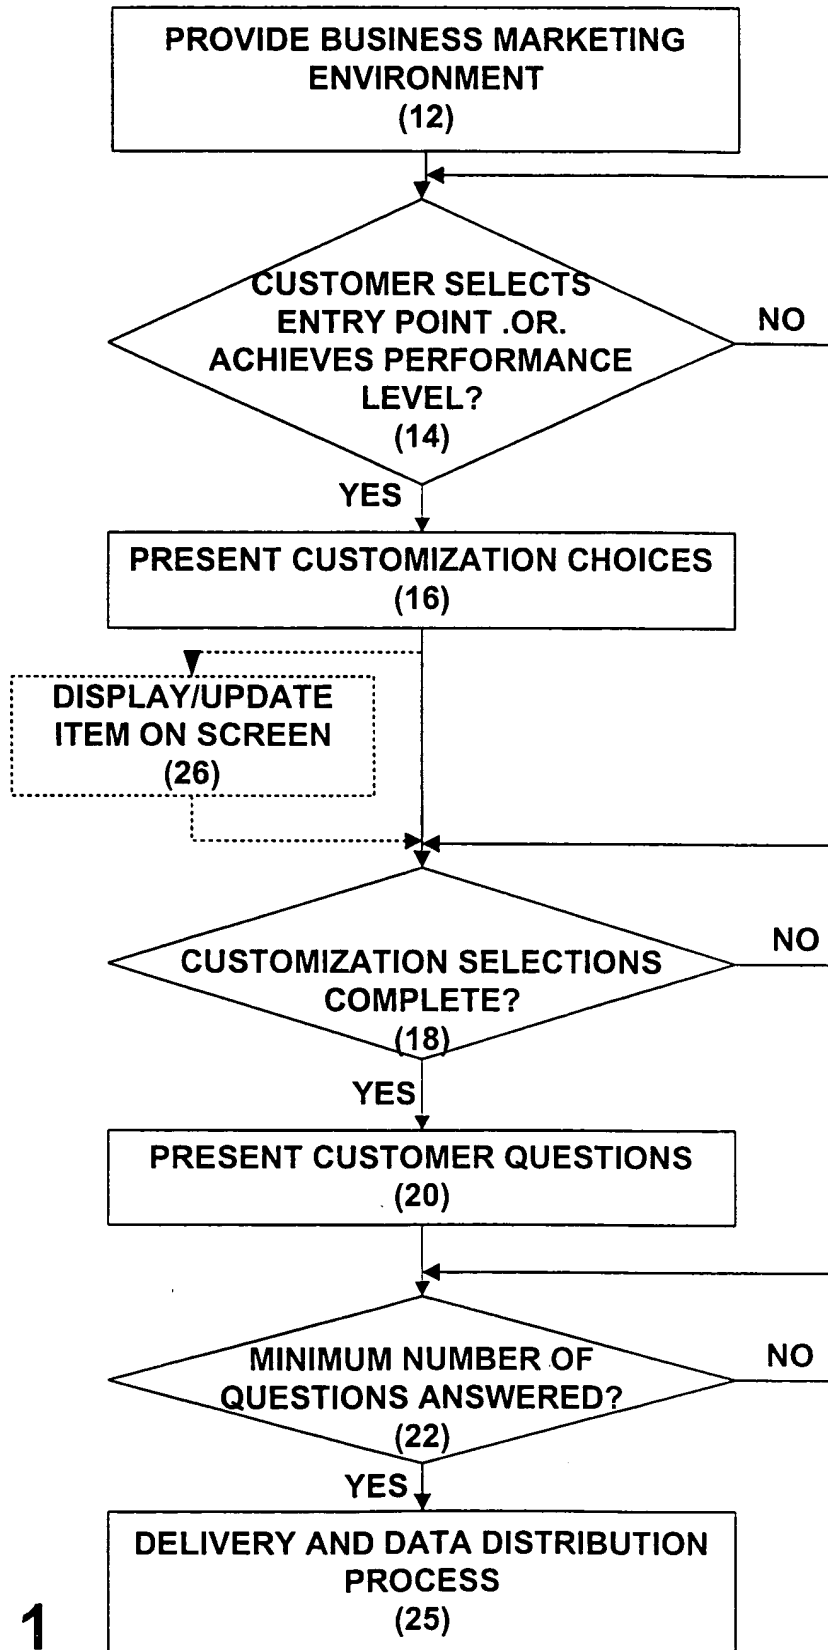 PROVIDE BUSINESS MARKETING
ENVIRONMENT
(12)
CUSTOMER SELECTS
ENTRY POINT .OR.
ACHIEVES PERFORMANCE
LEVEL?
(14)
NO
YES
PRESENT CUSTOMIZATION CHOICES
(16)
DISPLAY/UPDATE
ITEM ON SCREEN
(26)
CUSTOMIZATION SELECTIONS
COMPLETE?
(18)
NO
YES
PRESENT CUSTOMER QUESTIONS
(20)
MINIMUM NUMBER OF
QUESTIONS ANSWERED?
(22)
NO
YES
DELIVERY AND DATA DISTRIBUTION
PROCESS
(25)
1